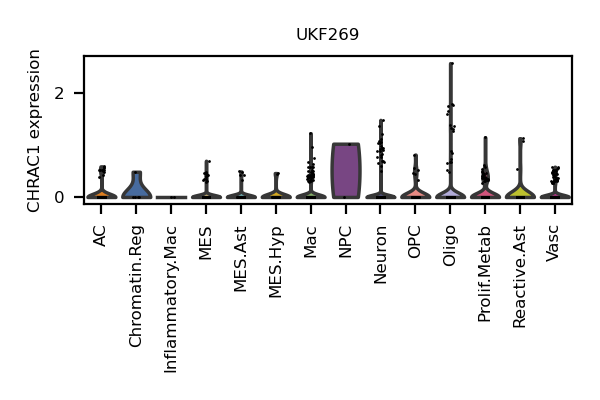 UKF269
CHRAC1 expression
2
0
AC
Chromatin.Reg
Inflammatory.Mac
MES
MES.Ast
MES.Hyp
Mac
NPC
Neuron
OPC
Oligo
Prolif.Metab
Reactive.Ast
Vasc